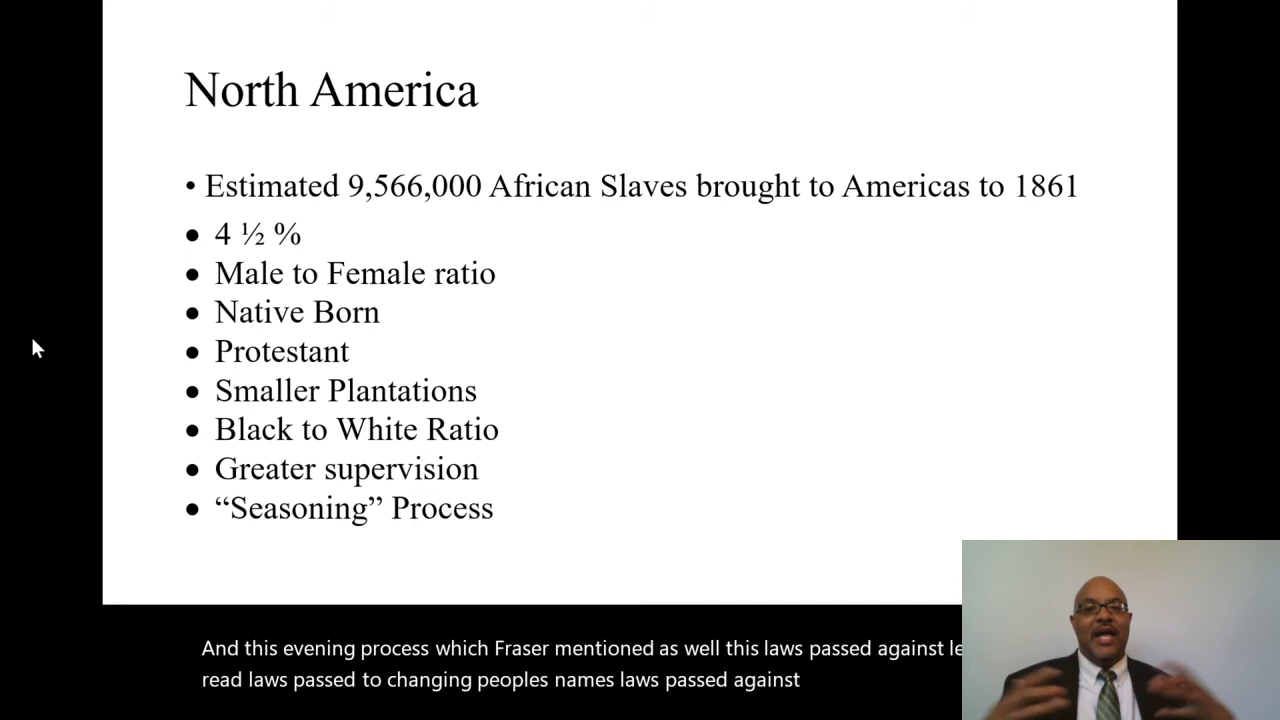 North America
• Estimated 9,566,000 African Slaves brought to Americas to 1861
• 4 ½ %
• Male to Female ratio
• Native Born
• Protestant
• Smaller Plantations
• Black to White Ratio
• Greater supervision
• “Seasoning” Process
And this evening process which Fraser mentioned as well this laws passed against
read laws passed to changing peoples names laws passed against